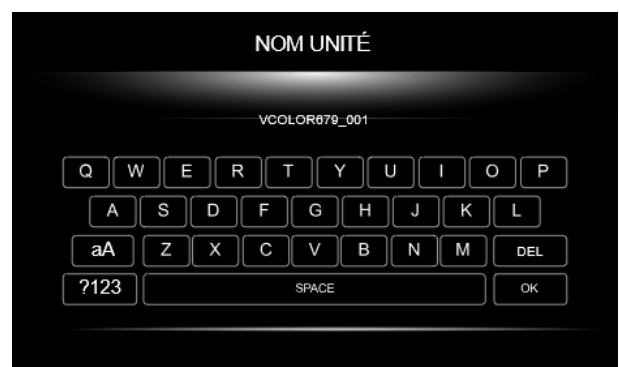 NOM UNITÉ
VCOLOR679_001
Q W E R T Y U I O P
A S D F G H J K L
aA Z X C V B N M DEL
?123 SPACE OK